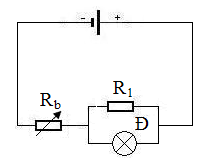 - +
R1
Rb
Đ